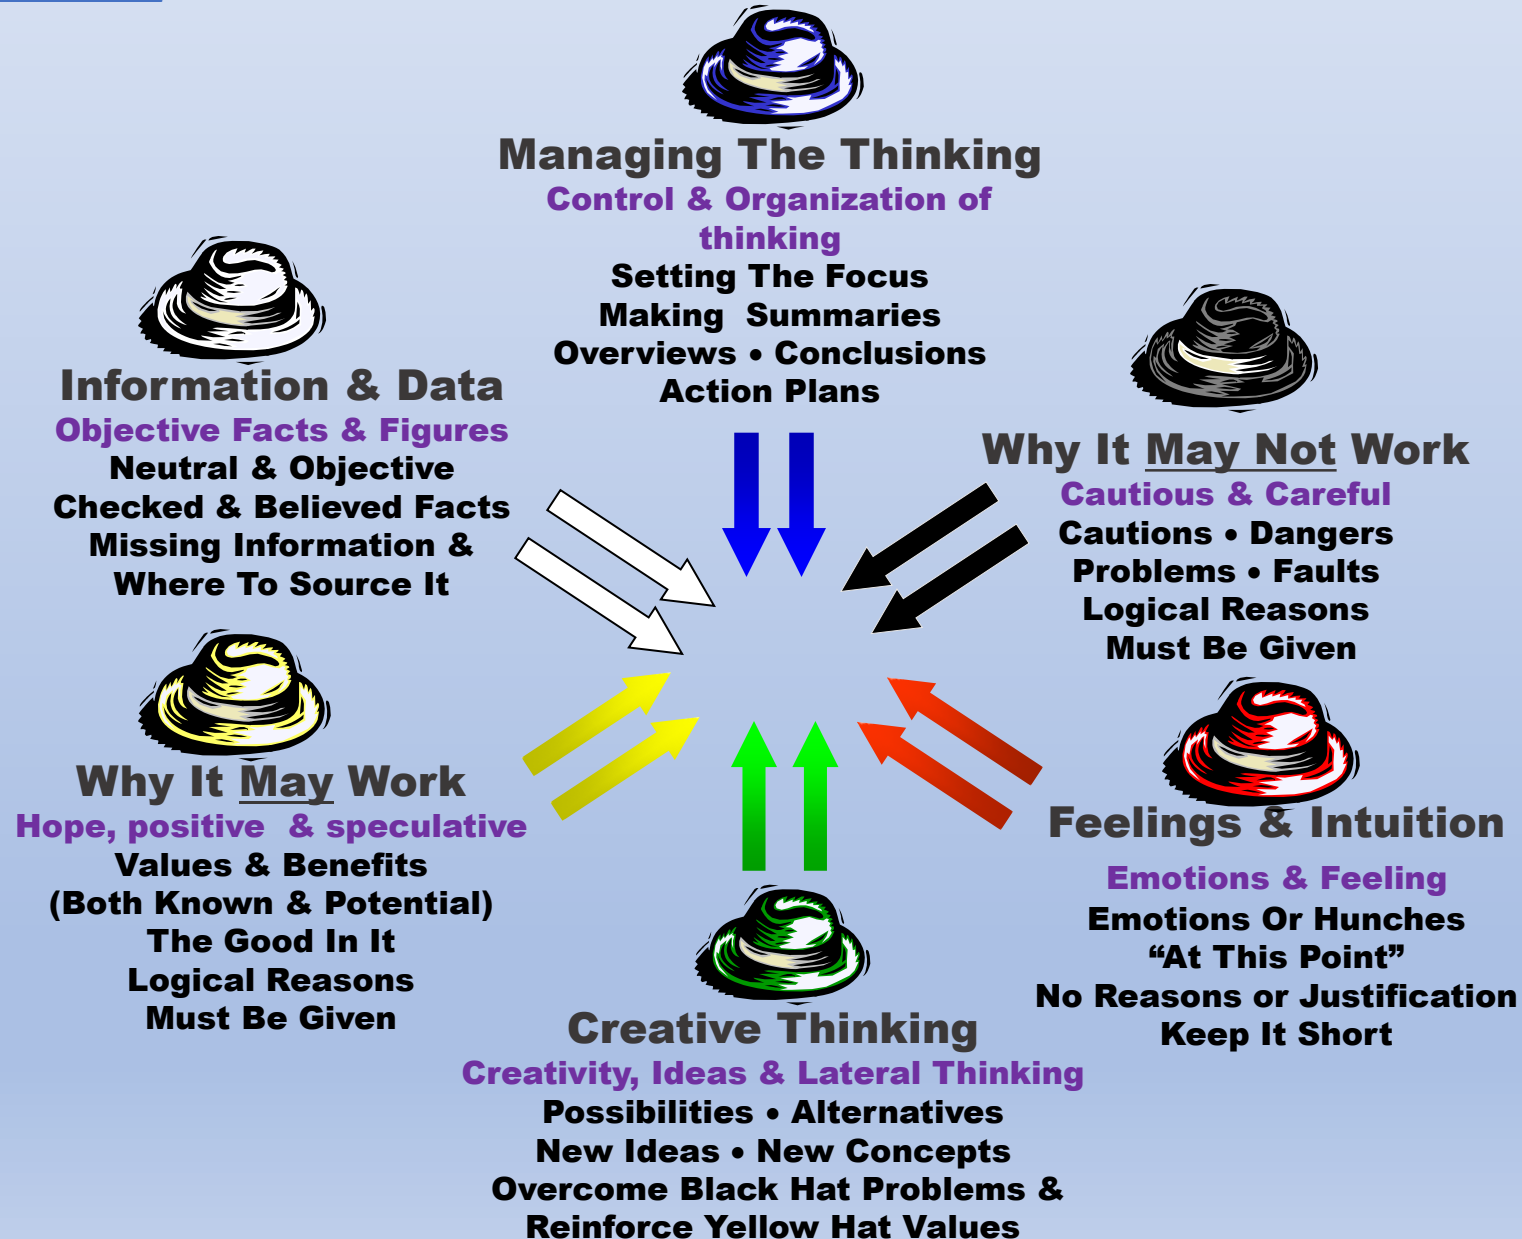 Managing The Thinking
Control & Organization of
thinking
Setting The Focus
Making  Summaries
Overviews • Conclusions
Action Plans
Information & Data
Objective Facts & Figures
Neutral & Objective
Checked & Believed Facts
Missing Information &
Where To Source It
Why It May Not Work
Cautious & Careful
Cautions • Dangers
Problems • Faults
Logical Reasons
Must Be Given
Why It May Work
Hope, positive  & speculative
Values & Benefits
(Both Known & Potential)
The Good In It
Logical Reasons
Must Be Given
Feelings & Intuition
Emotions & Feeling
Emotions Or Hunches
“At This Point”
No Reasons or Justification
Keep It Short
Creative Thinking
Creativity, Ideas & Lateral Thinking
Possibilities • Alternatives
New Ideas • New Concepts
Overcome Black Hat Problems &
Reinforce Yellow Hat Values